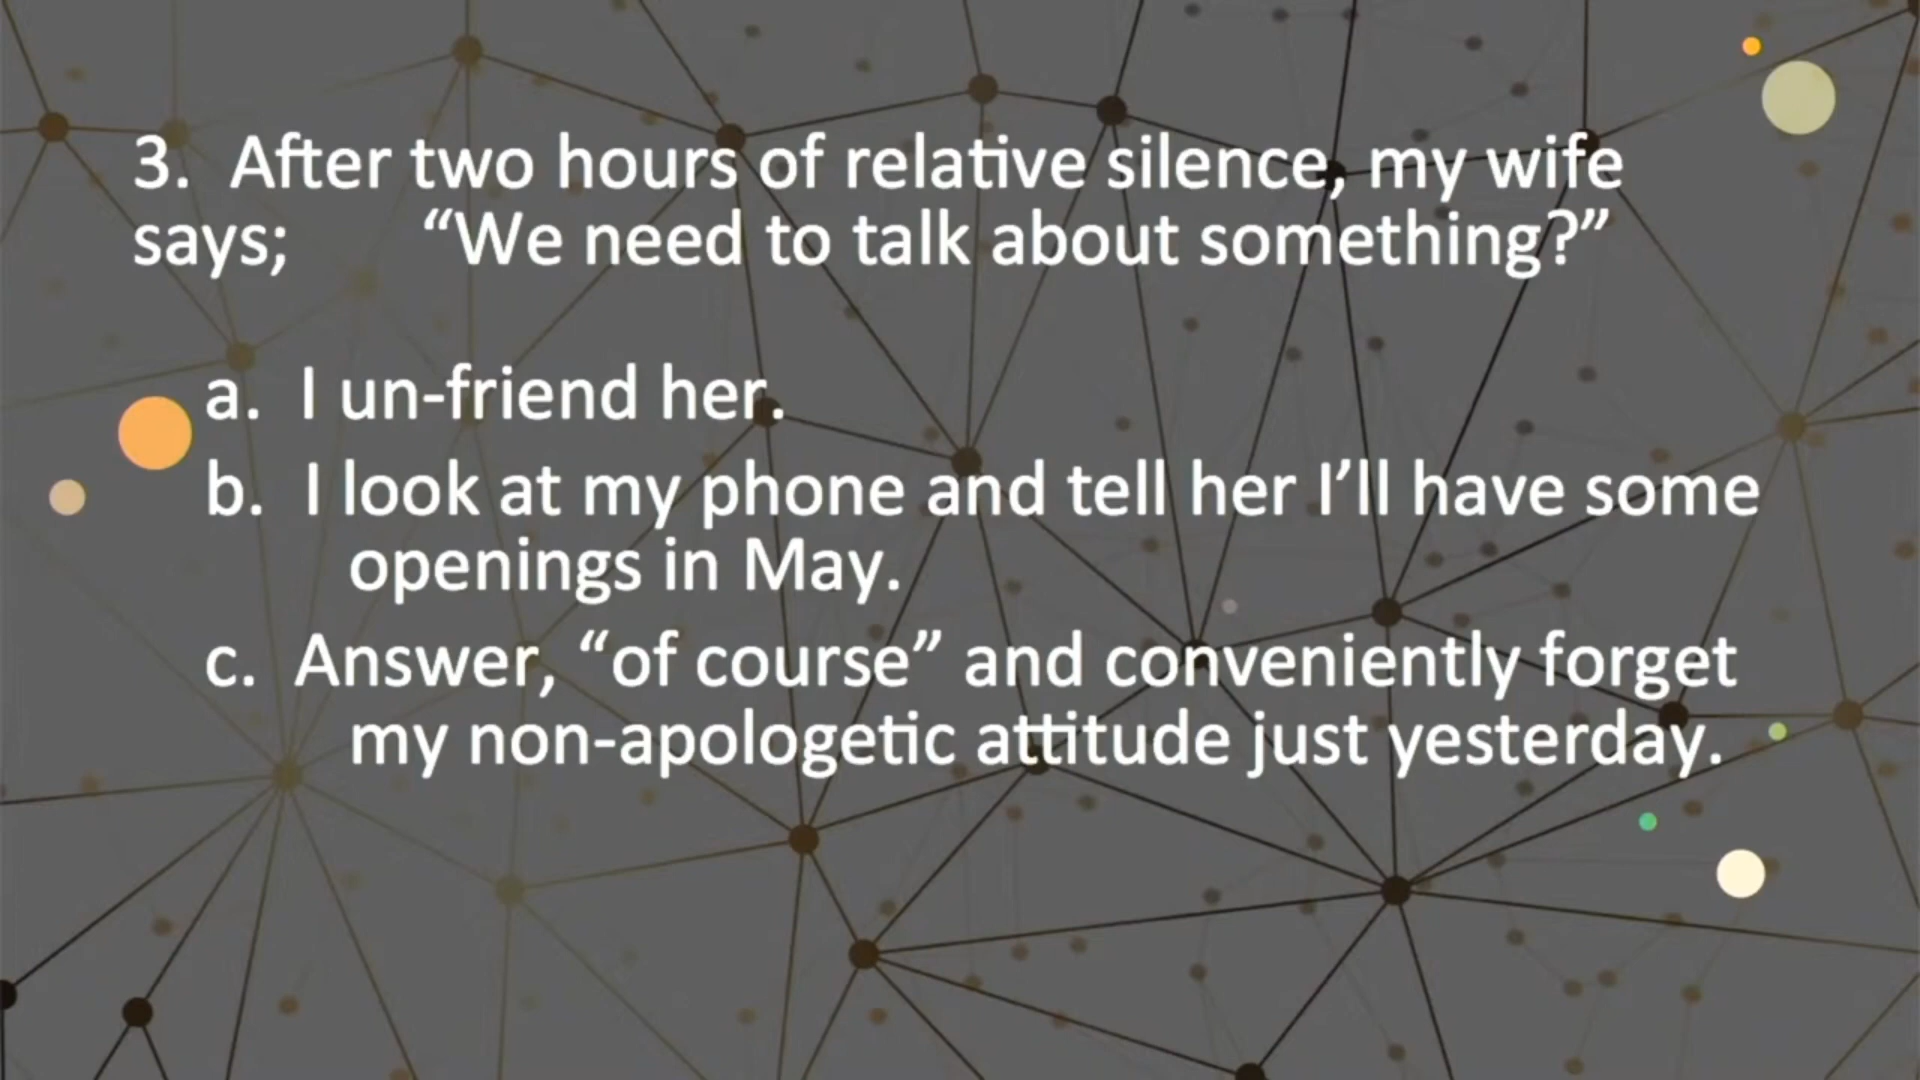 3. After two hours of relative silence, my wife
says; “We need to talk about something?”
a. I un-friend her.
b. I look at my phone and tell her I’ll have some
openings in May.
c. Answer, “of course” and conveniently forget
my non-apologetic attitude just yesterday.